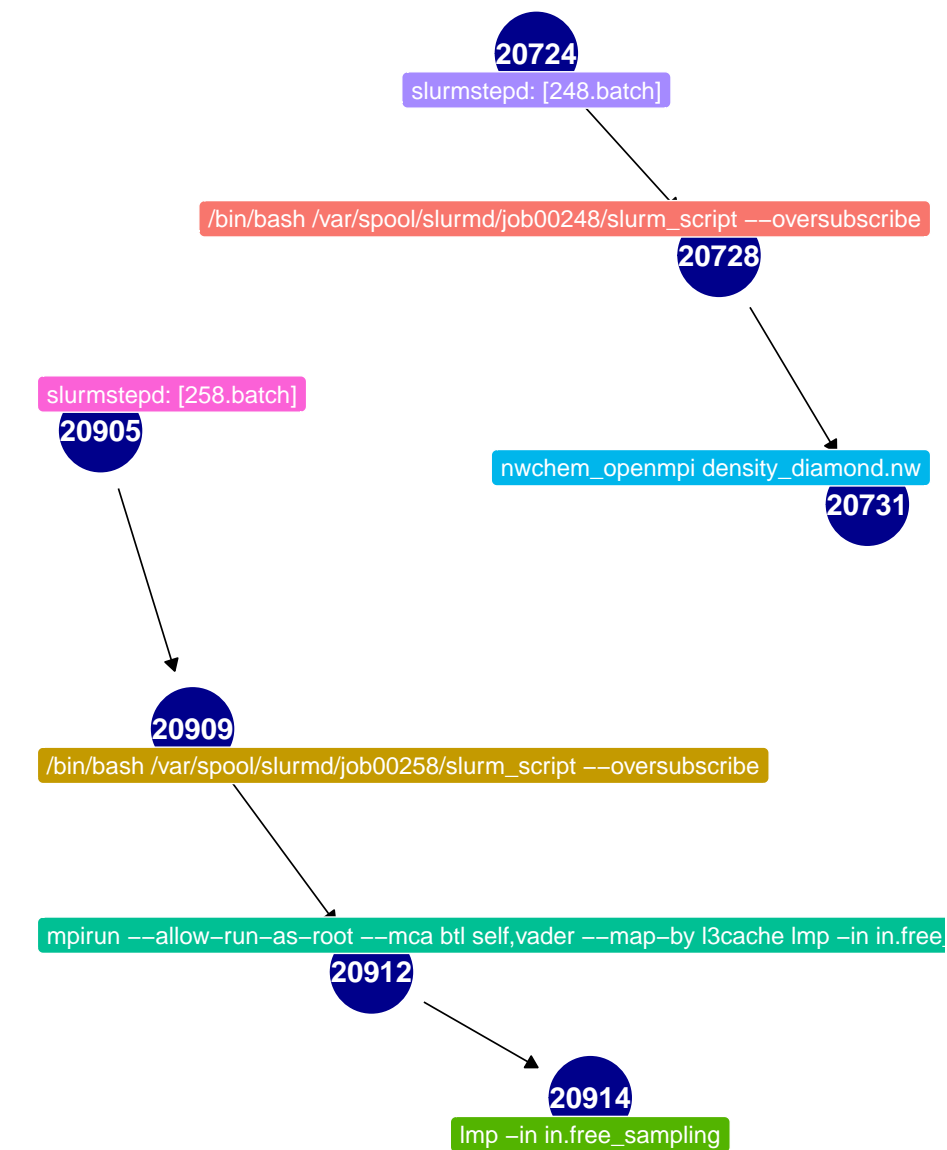 20724
slurmstepd: [248.batch]
/bin/bash /var/spool/slurmd/job00248/slurm_script −−oversubscribe
20728
slurmstepd: [258.batch]
20905
nwchem_openmpi density_diamond.nw
20731
20909
/bin/bash /var/spool/slurmd/job00258/slurm_script −−oversubscribe
mpirun −−allow−run−as−root −−mca btl self,vader −−map−by l3cache lmp −in in.free_
20912
20914
lmp −in in.free_sampling